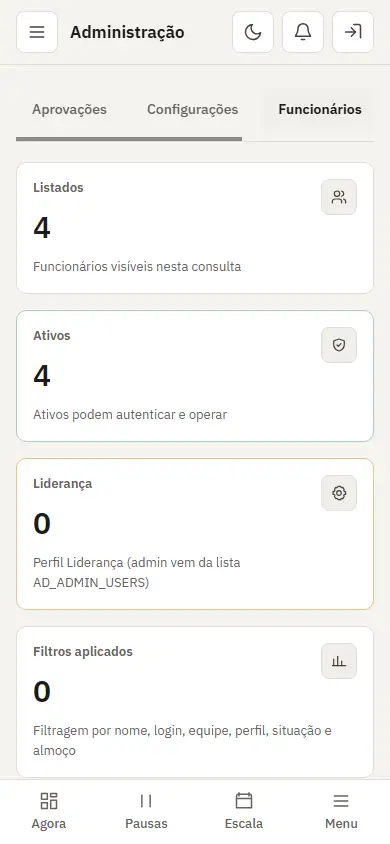 Administração
Aprovações
Configurações
Funcionários
Listados
4
Funcionários visíveis nesta consulta
Ativos
4
Ativos podem autenticar e operar
Liderança
0
Perfil Liderança (admin vem da lista
AD_ADMIN_USERS)
Filtros aplicados
0
Filtragem por nome, login, equipe, perfil, situação e
almoço
Agora
Pausas
Escala
Menu